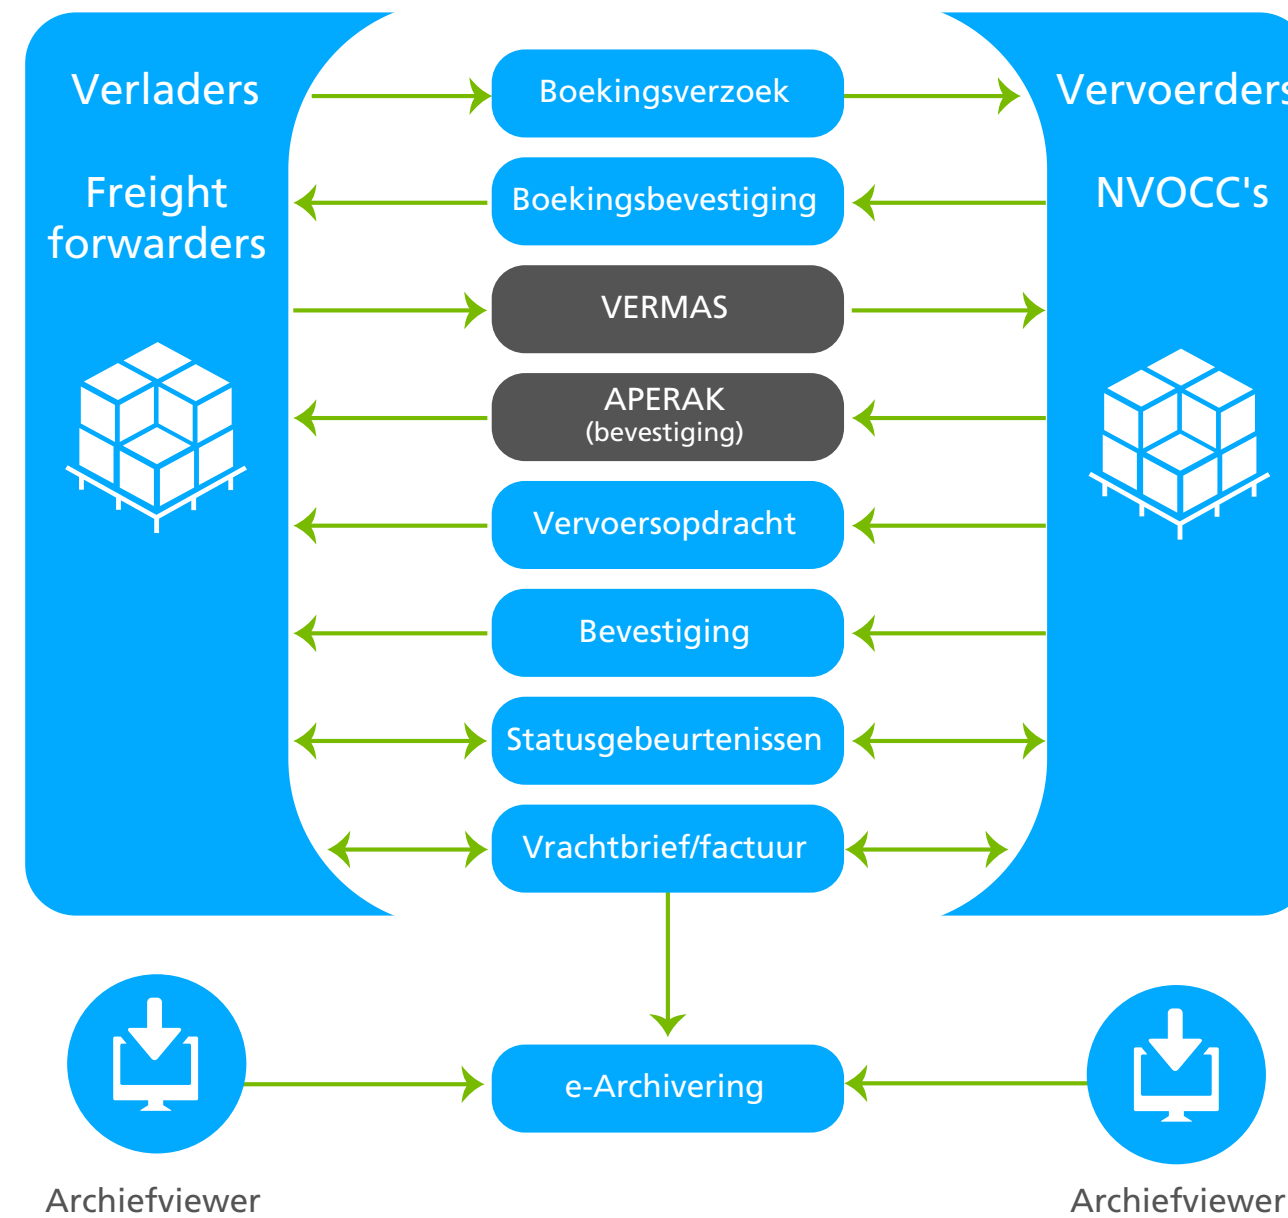 Verladers
Freight
forwarders
Boekingsverzoek
Boekingsbevestiging
VERMAS
APERAK
(bevestiging)
Vervoersopdracht
Bevestiging
Statusgebeurtenissen
Vrachtbrief/factuur
e-Archivering
Vervoerders
NVOCC's
Archiefviewer
Archiefviewer